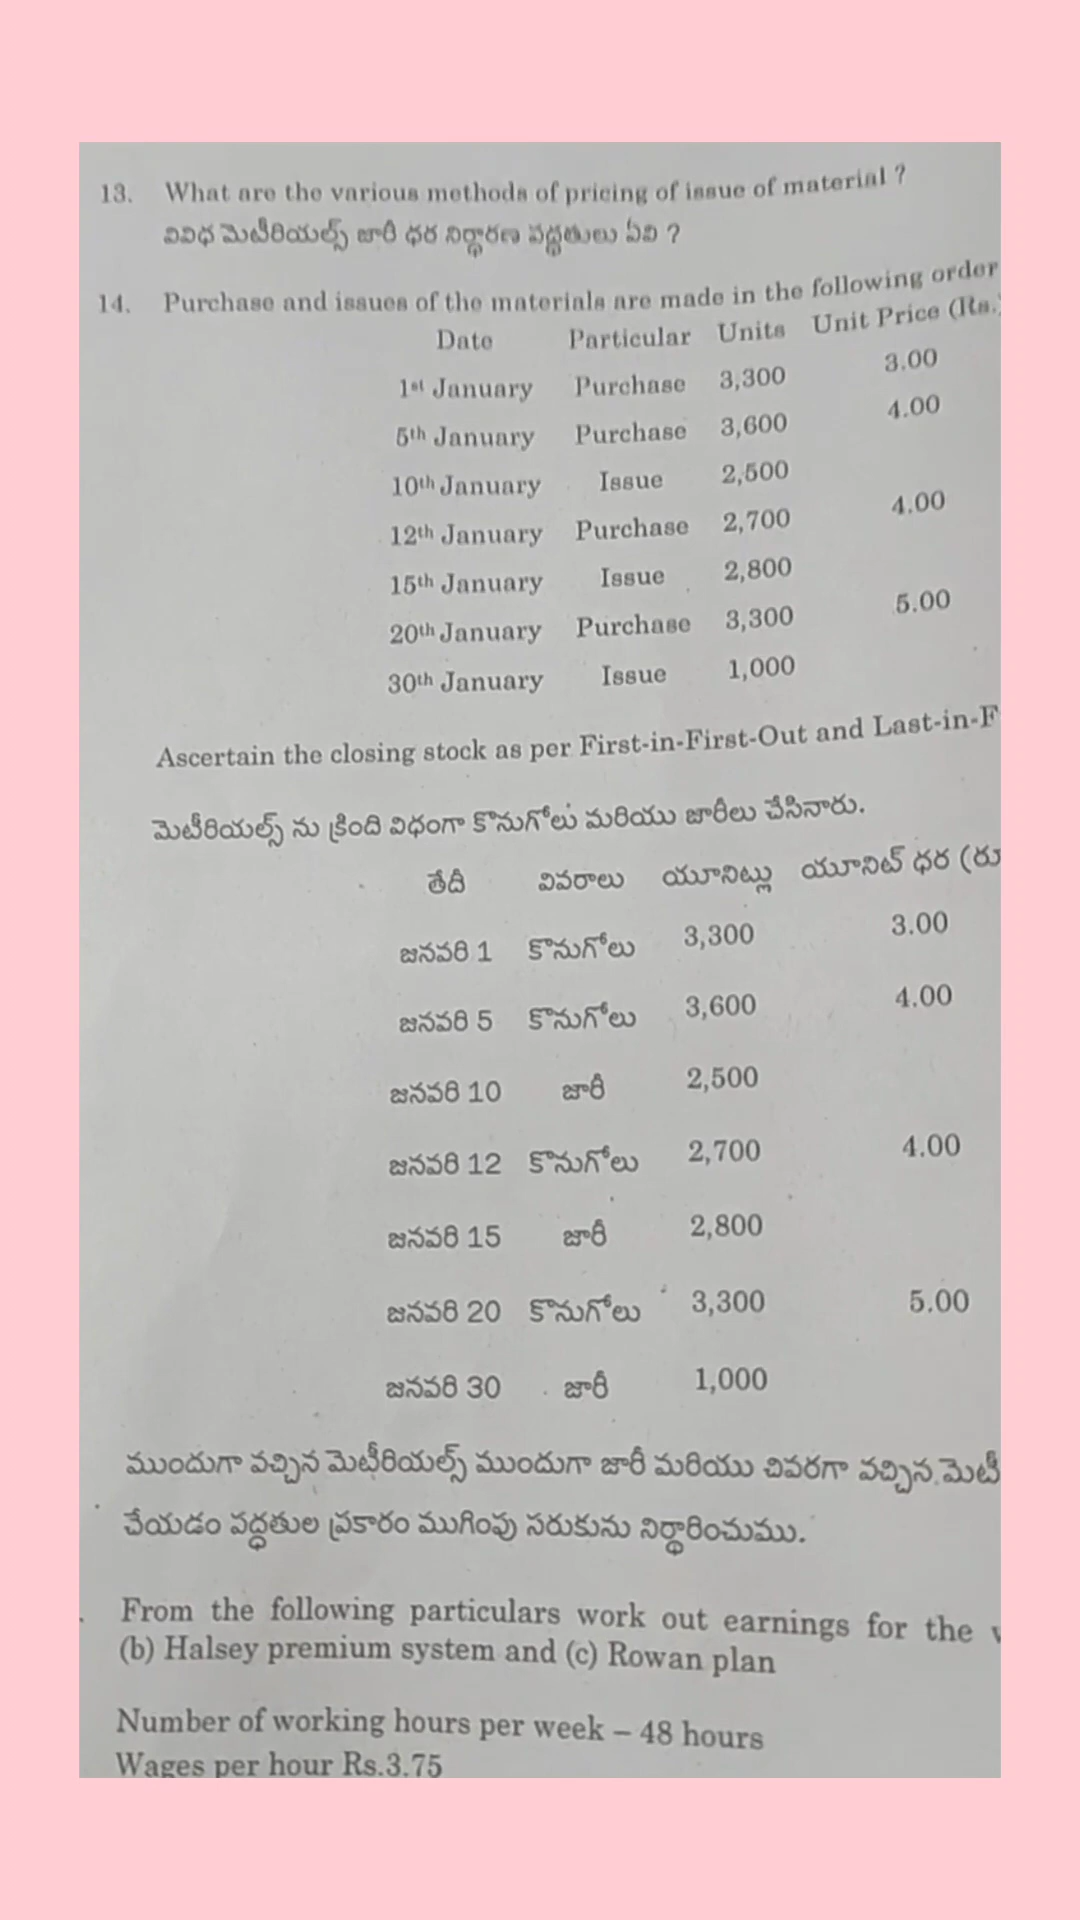 13. What are the various methods of pricing of issue of material ?
వివిధ మెటీరియల్స్ జారీ ధర నిర్ధారణ పద్ధతులు ఏవి ?
14. Purchase and issues of the materials are made in the following order
Date Particular Units Unit Price (Rs.)
1st January Purchase 3,300 3.00
5th January Purchase 3,600 4.00
10th January Issue 2,500
12th January Purchase 2,700 4.00
15th January Issue 2,800
20th January Purchase 3,300 5.00
30th January Issue 1,000
Ascertain the closing stock as per First-in-First-Out and Last-in-F
మెటీరియల్స్ ను క్రింది విధంగా కొనుగోలు మరియు జారీలు చేసినారు.
తేదీ వివరాలు యూనిట్లు యూనిట్ ధర (రు
జనవరి 1 కొనుగోలు 3,300 3.00
జనవరి 5 కొనుగోలు 3,600 4.00
జనవరి 10 జారీ 2,500
జనవరి 12 కొనుగోలు 2,700 4.00
జనవరి 15 జారీ 2,800
జనవరి 20 కొనుగోలు 3,300 5.00
జనవరి 30 జారీ 1,000
ముందుగా వచ్చిన మెటీరియల్స్ ముందుగా జారీ మరియు చివరగా వచ్చిన మెటీ
చేయడం పద్ధతుల ప్రకారం ముగింపు సరుకును నిర్ధారించుము.
From the following particulars work out earnings for the
(b) Halsey premium system and (c) Rowan plan
Number of working hours per week – 48 hours
Wages per hour Rs.3.75